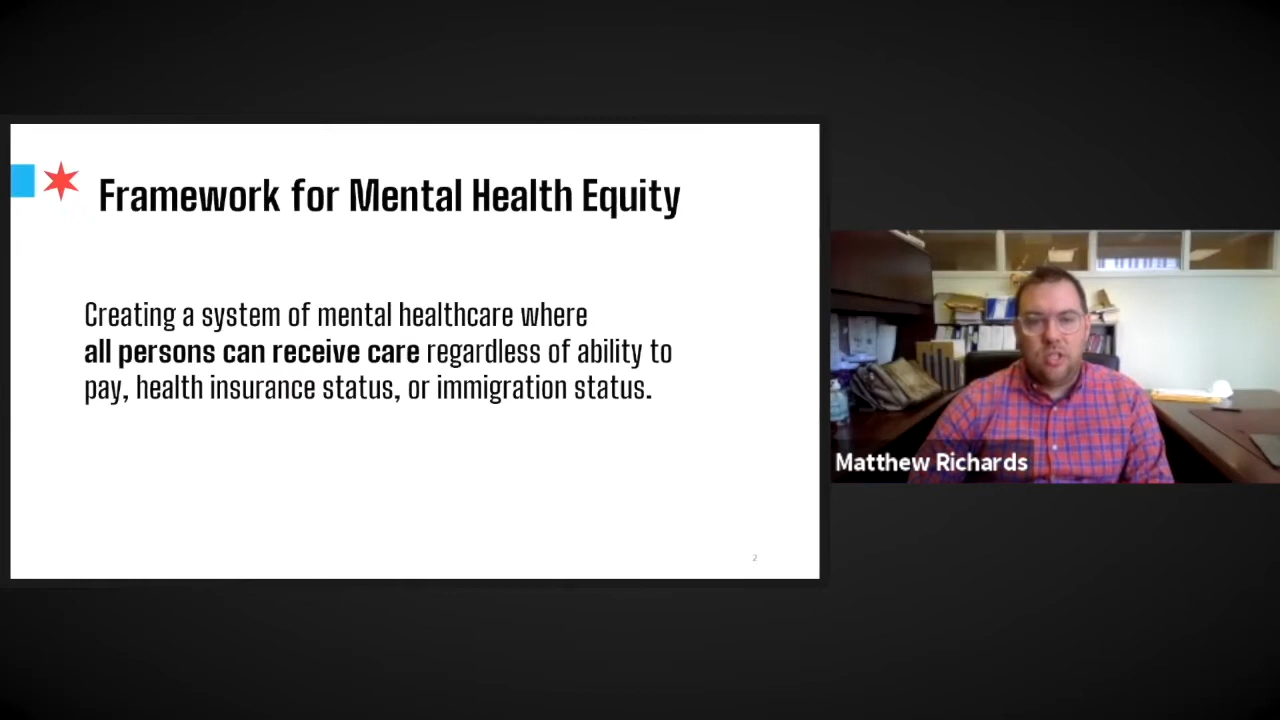 Framework for Mental Health Equity
Creating a system of mental healthcare where
all persons can receive care regardless of ability to
pay, health insurance status, or immigration status.
2
Matthew Richards